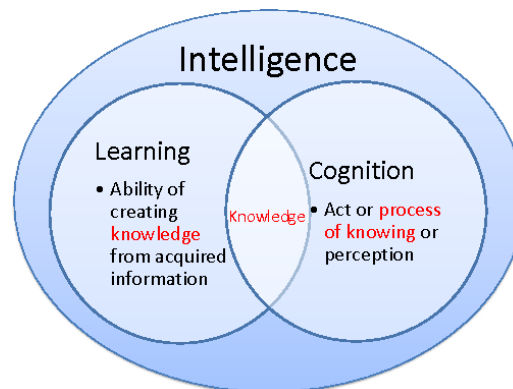 Intelligence
Learning
• Ability of
creating
knowledge
from acquired
information
Knowledge
Cognition
• Act or process
of knowing or
perception